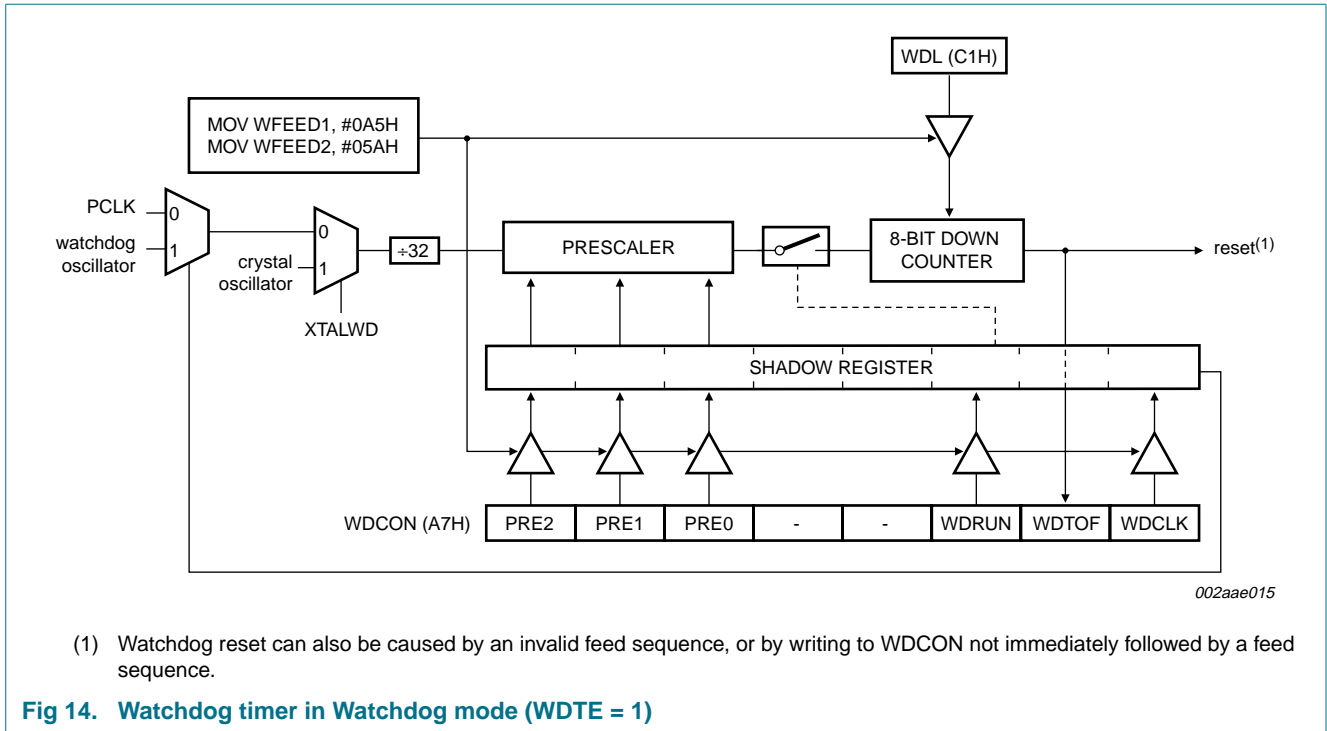 WDL (C1H)
MOV WFEED1, #0A5H
MOV WFEED2, #05AH
PCLK
0
watchdog
oscillator
1
0
crystal
oscillator
1
XTALWD
÷32
PRESCALER
8-BIT DOWN
COUNTER
reset(1)
SHADOW REGISTER
WDCON (A7H)
PRE2
PRE1
PRE0
-
-
WDRUN
WDTOF
WDCLK
002aae015
(1) Watchdog reset can also be caused by an invalid feed sequence, or by writing to WDCON not immediately followed by a feed
sequence.
Fig 14. Watchdog timer in Watchdog mode (WDTE = 1)